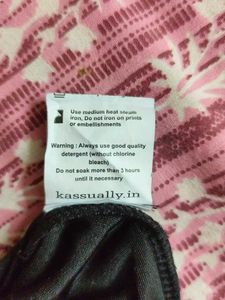 Use medium heat steam
iron, Do not iron on prints
or embellishments
Warning : Always use good quality
detergent (without chlorine
bleach)
Do not soak more than 3 hours
until it necessary
kassually.in